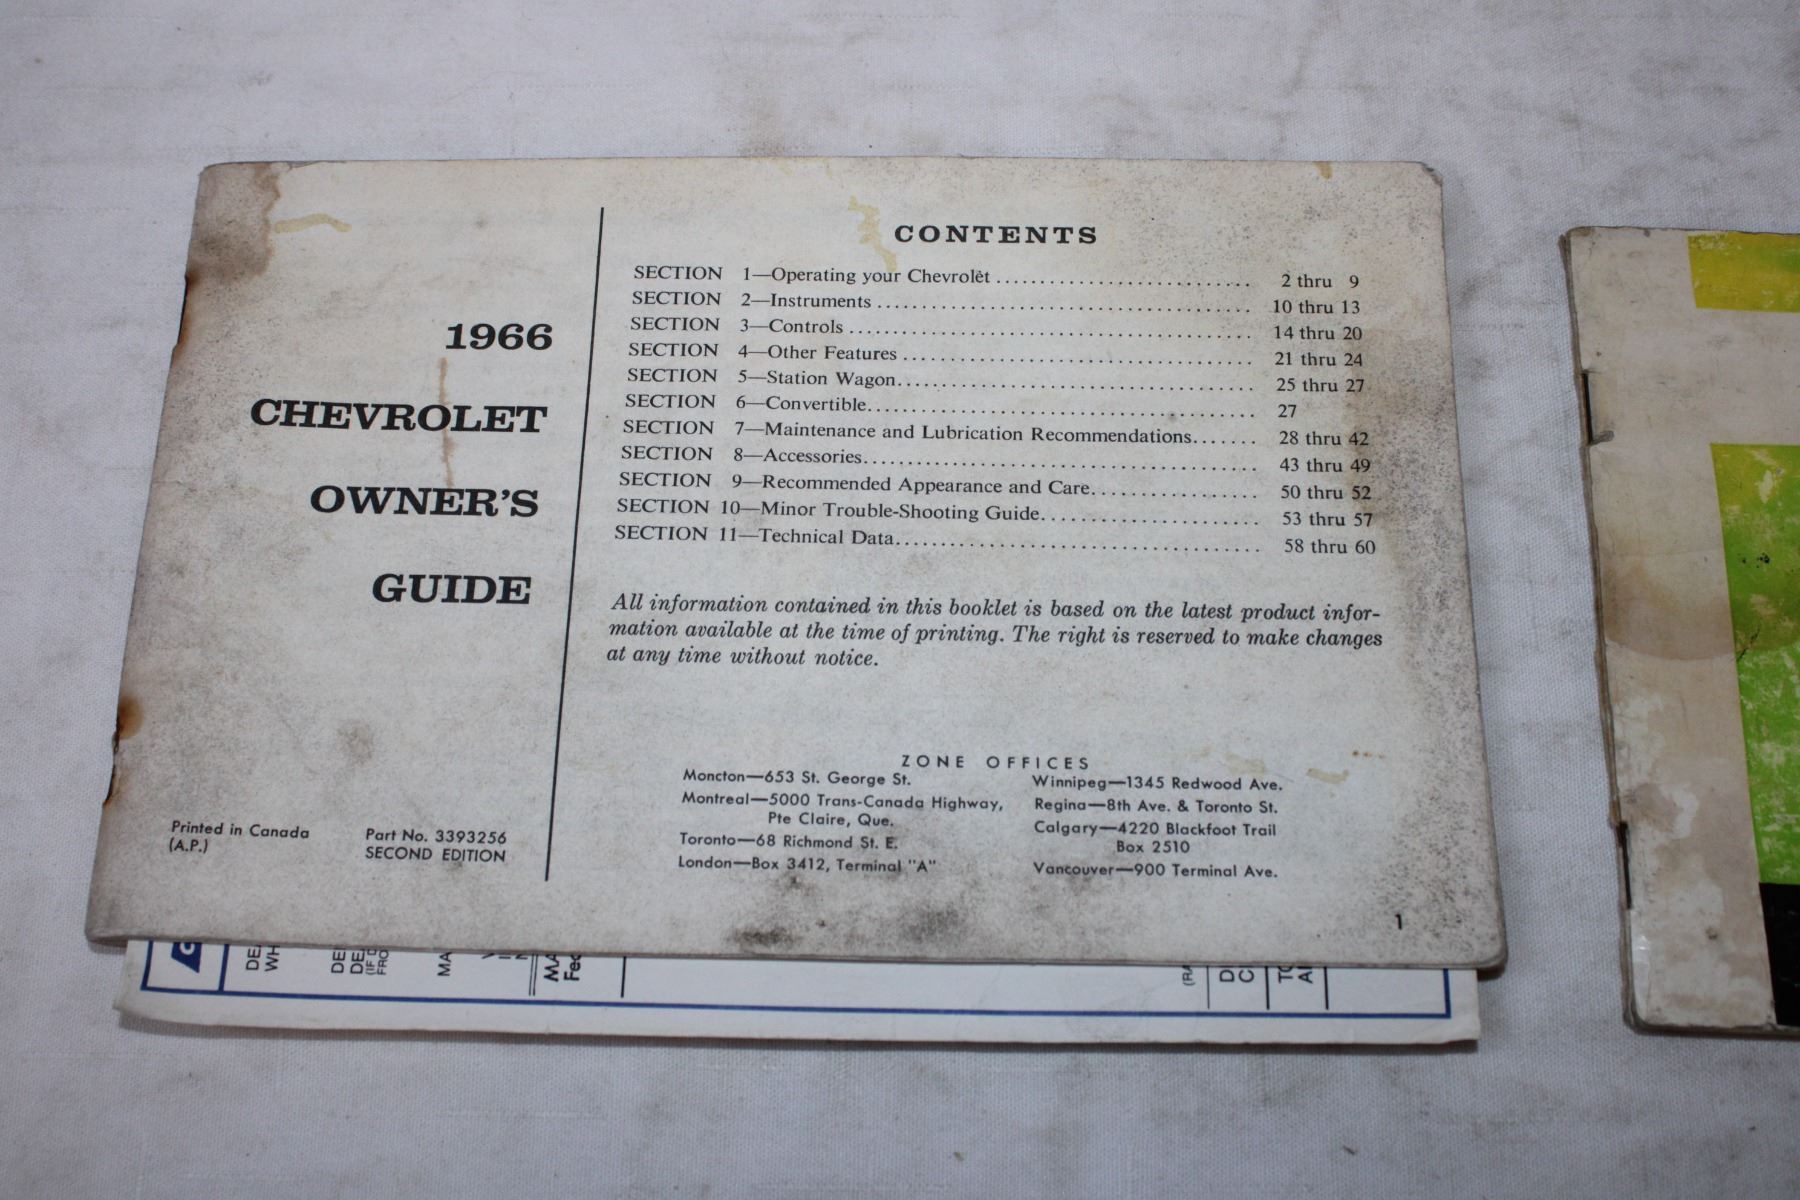 1966
CHEVROLET
OWNER'S
GUIDE
Printed in Canada
(A.P.)
Part No. 3393256
SECOND EDITION
CONTENTS
SECTION 1—Operating your Chevrolet ............................ 2 thru 9
SECTION 2—Instruments .......................................... 10 thru 13
SECTION 3—Controls ............................................. 14 thru 20
SECTION 4—Other Features ....................................... 21 thru 24
SECTION 5—Station Wagon........................................ 25 thru 27
SECTION 6—Convertible........................................... 27
SECTION 7—Maintenance and Lubrication Recommendations....... 28 thru 42
SECTION 8—Accessories............................................ 43 thru 49
SECTION 9—Recommended Appearance and Care.................. 50 thru 52
SECTION 10—Minor Trouble-Shooting Guide........................ 53 thru 57
SECTION 11—Technical Data........................................ 58 thru 60
All information contained in this booklet is based on the latest product infor-
mation available at the time of printing. The right is reserved to make changes
at any time without notice.
ZONE OFFICES
Moncton—653 St. George St.
Montreal—5000 Trans-Canada Highway,
Pte Claire, Que.
Toronto—68 Richmond St. E.
London—Box 3412, Terminal "A"
Winnipeg—1345 Redwood Ave.
Regina—8th Ave. & Toronto St.
Calgary—4220 Blackfoot Trail
Box 2510
Vancouver—900 Terminal Ave.
1